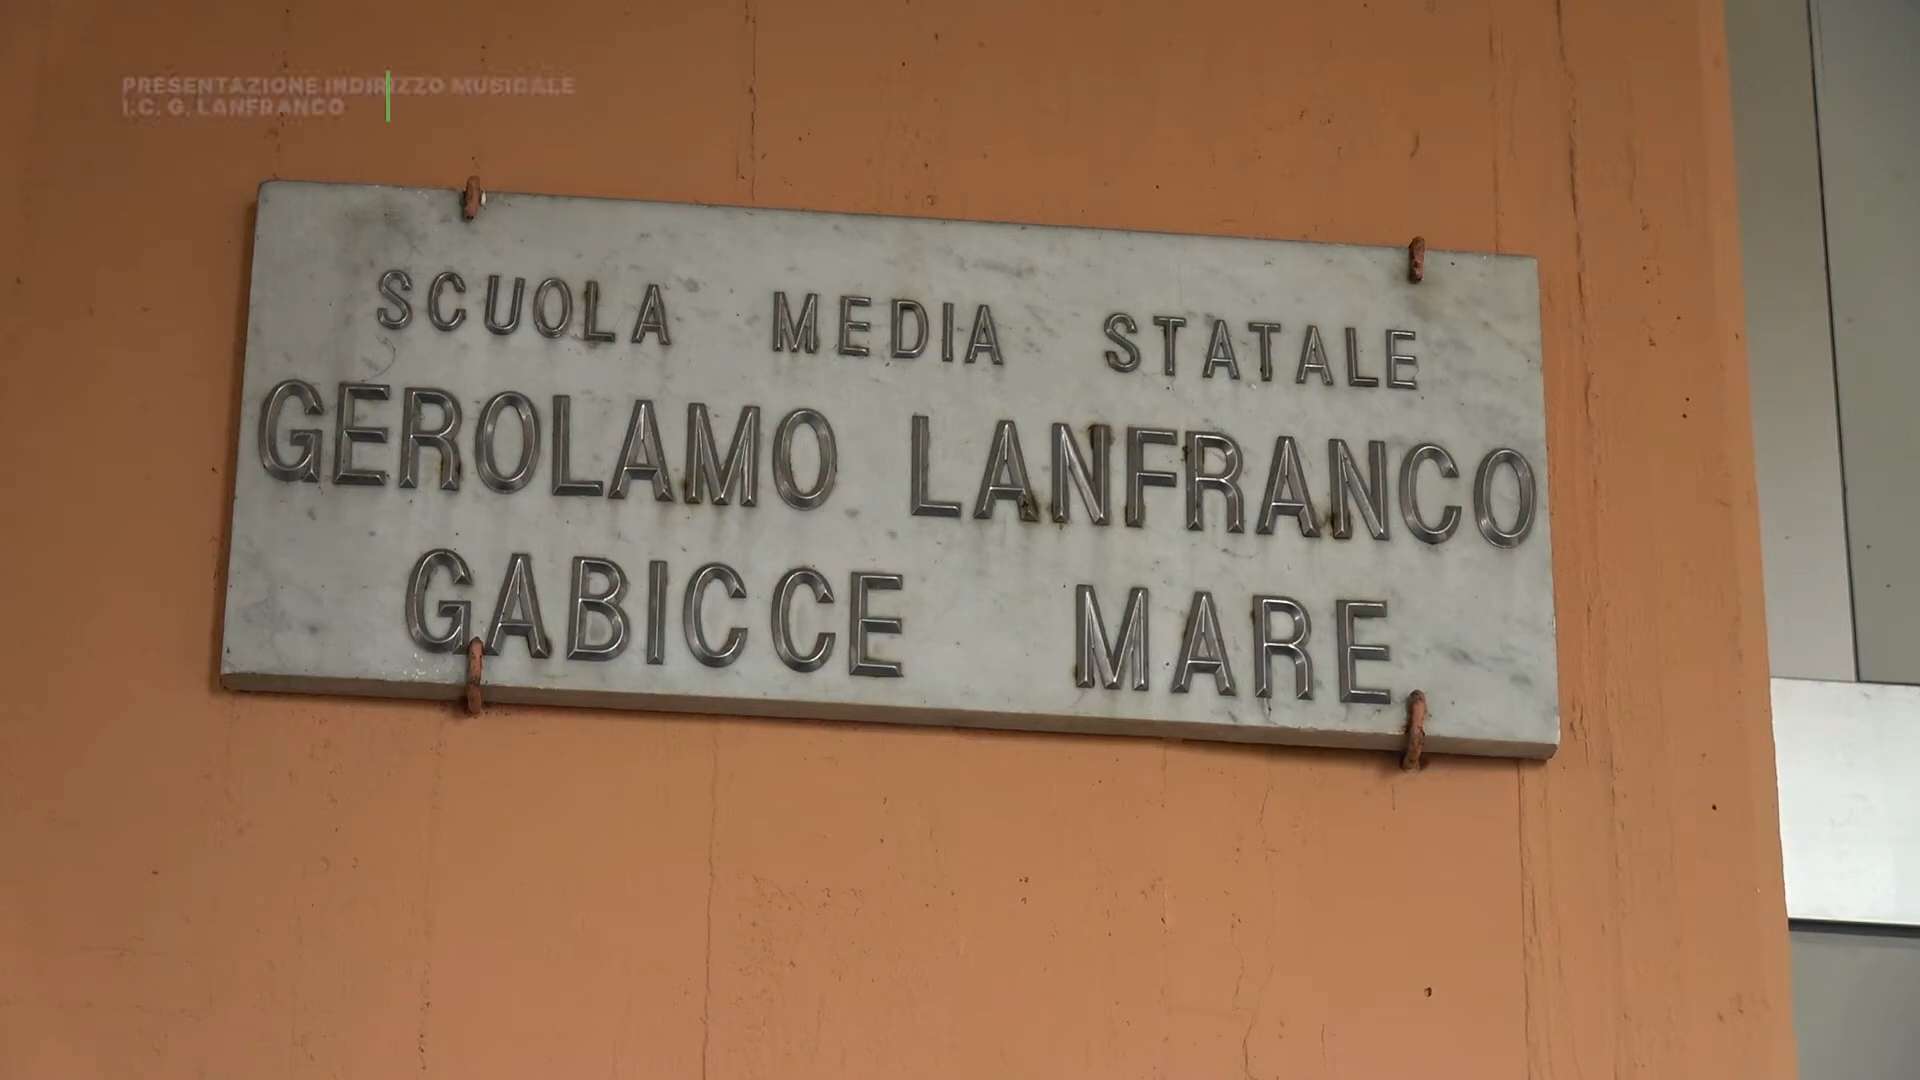 PRESENTAZIONE INDIRIZZO MUSICALE
I.C. G. LANFRANCO
SCUOLA MEDIA STATALE
GEROLAMO LANFRANCO
GABICCE MARE